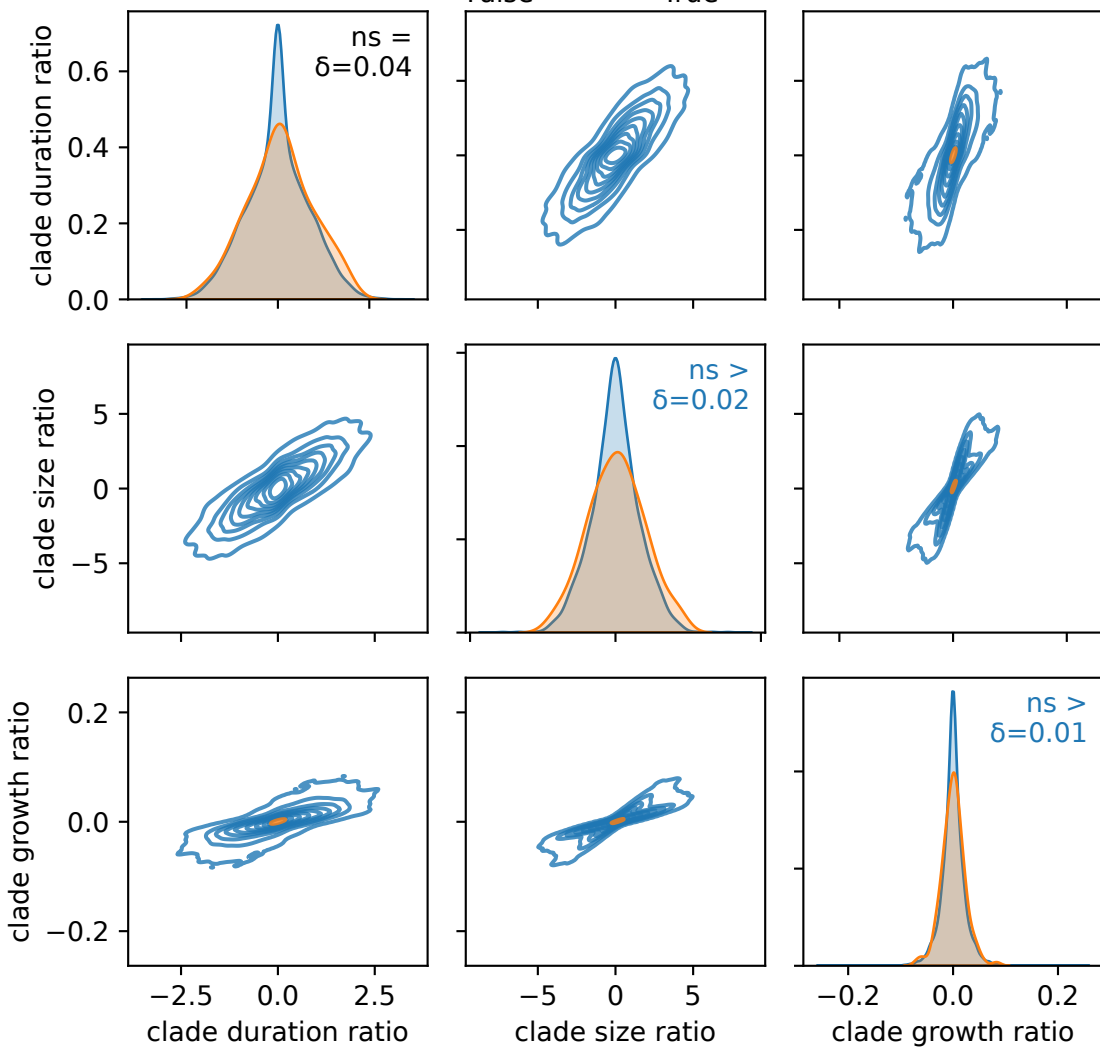 clade duration ratio
0.6
0.4
0.2
0.0
ns =
δ=0.04
clade size ratio
5
0
−5
ns >
δ=0.02
clade growth ratio
0.2
0.0
−0.2
ns >
δ=0.01
−2.5 0.0 2.5
−5 0 5
−0.2 0.0 0.2
clade duration ratio
clade size ratio
clade growth ratio